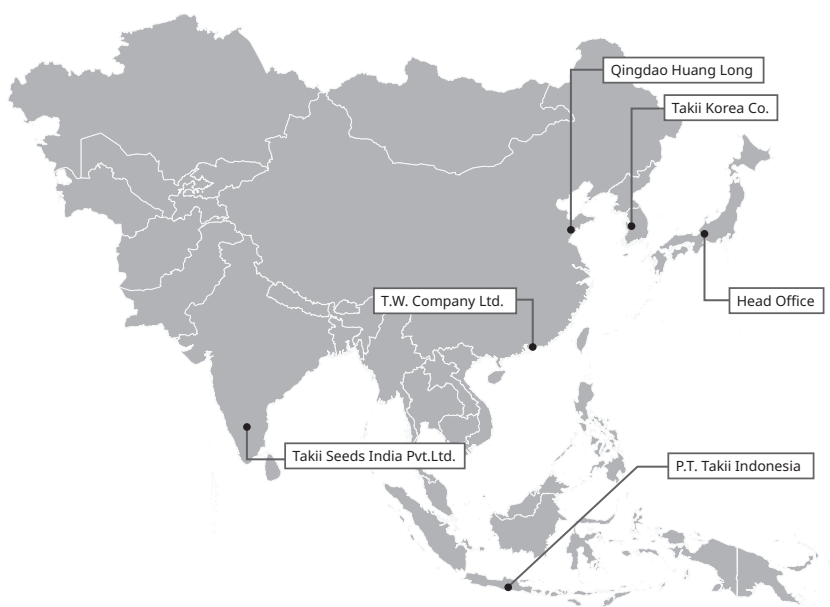 Qingdao Huang Long
Takii Korea Co.
T.W. Company Ltd.
Head Office
Takii Seeds India Pvt.Ltd.
P.T. Takii Indonesia